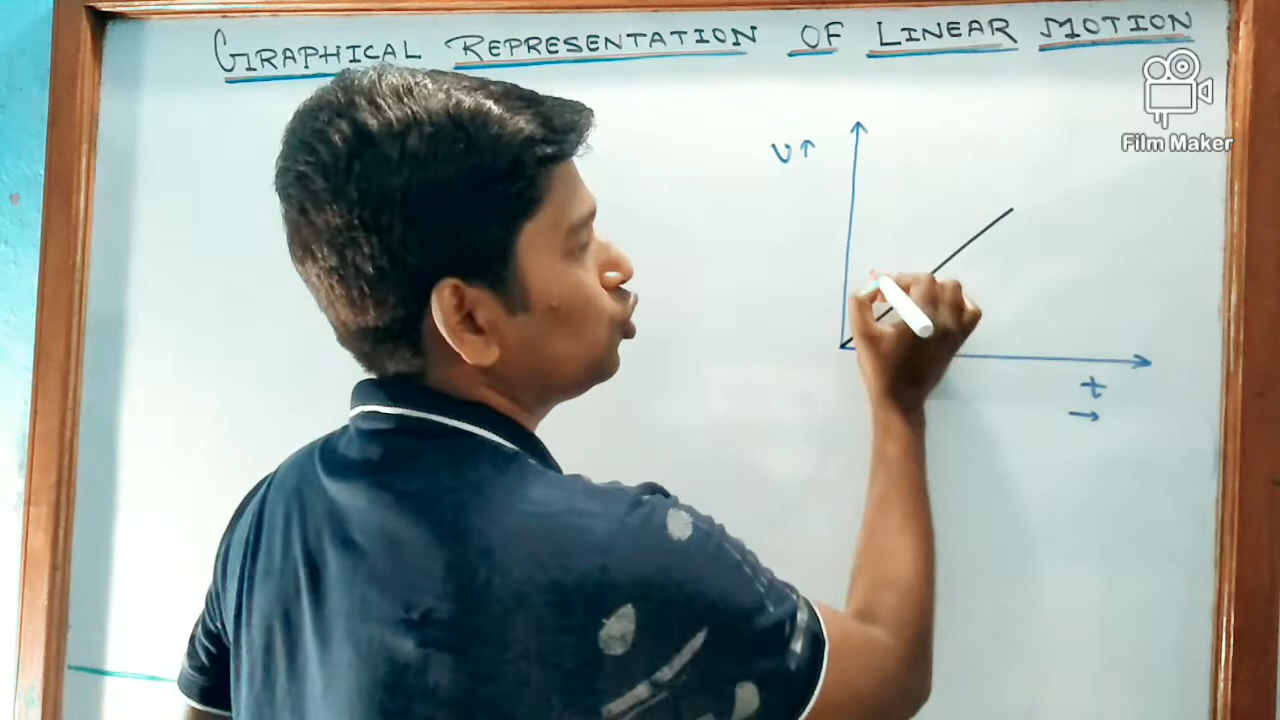 GRAPHICAL REPRESENTATION OF LINEAR MOTION
Film Maker
v↑
t
→